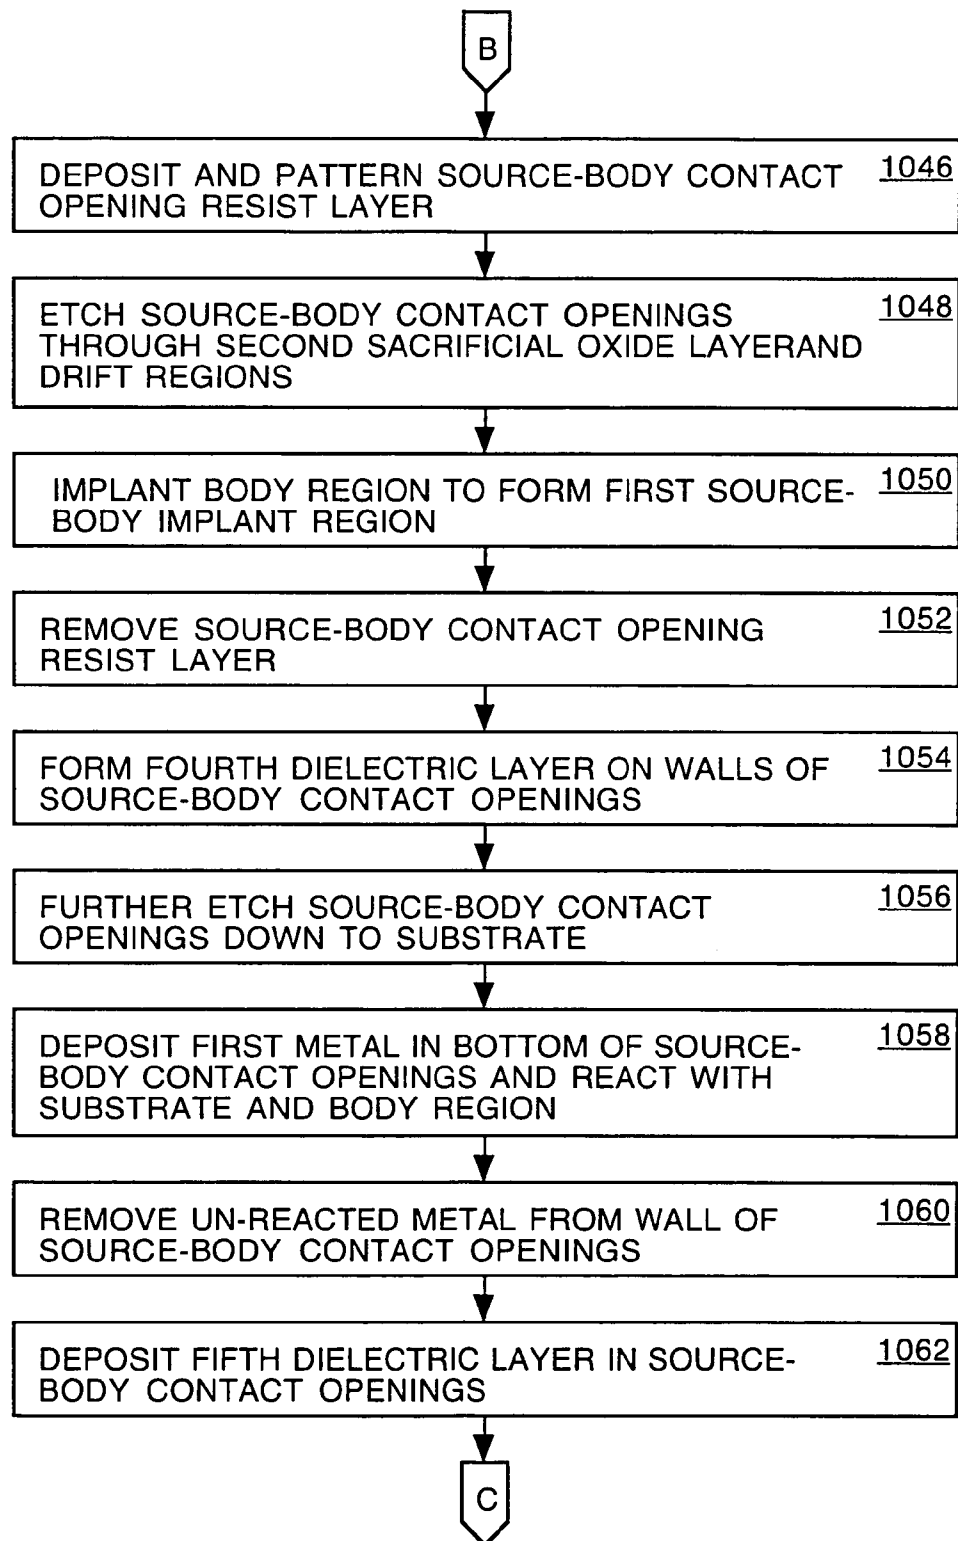 B
DEPOSIT AND PATTERN SOURCE-BODY CONTACT 1046
OPENING RESIST LAYER
ETCH SOURCE-BODY CONTACT OPENINGS 1048
THROUGH SECOND SACRIFICIAL OXIDE LAYERAND
DRIFT REGIONS
IMPLANT BODY REGION TO FORM FIRST SOURCE- 1050
BODY IMPLANT REGION
REMOVE SOURCE-BODY CONTACT OPENING 1052
RESIST LAYER
FORM FOURTH DIELECTRIC LAYER ON WALLS OF 1054
SOURCE-BODY CONTACT OPENINGS
FURTHER ETCH SOURCE-BODY CONTACT 1056
OPENINGS DOWN TO SUBSTRATE
DEPOSIT FIRST METAL IN BOTTOM OF SOURCE- 1058
BODY CONTACT OPENINGS AND REACT WITH
SUBSTRATE AND BODY REGION
REMOVE UN-REACTED METAL FROM WALL OF 1060
SOURCE-BODY CONTACT OPENINGS
DEPOSIT FIFTH DIELECTRIC LAYER IN SOURCE- 1062
BODY CONTACT OPENINGS
C